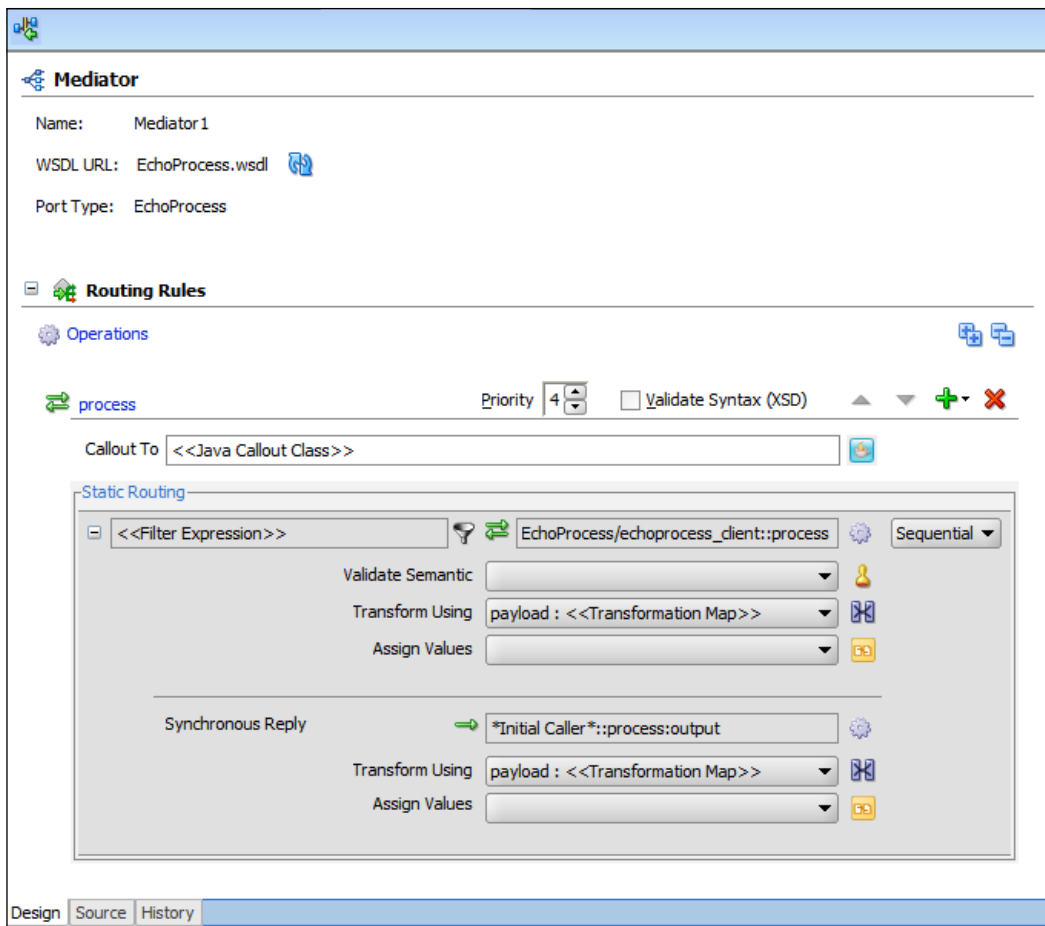 Mediator
Name: Mediator1
WSDL URL: EchoProcess.wsdl
Port Type: EchoProcess
Routing Rules
Operations
process Priority 4 Validate Syntax (XSD)
Callout To <<Java Callout Class>>
Static Routing
<<Filter Expression>> EchoProcess/echoprocess_client::process Sequential
Validate Semantic
Transform Using payload : <<Transformation Map>>
Assign Values
Synchronous Reply *Initial Caller*::process:output
Transform Using payload : <<Transformation Map>>
Assign Values
Design Source History